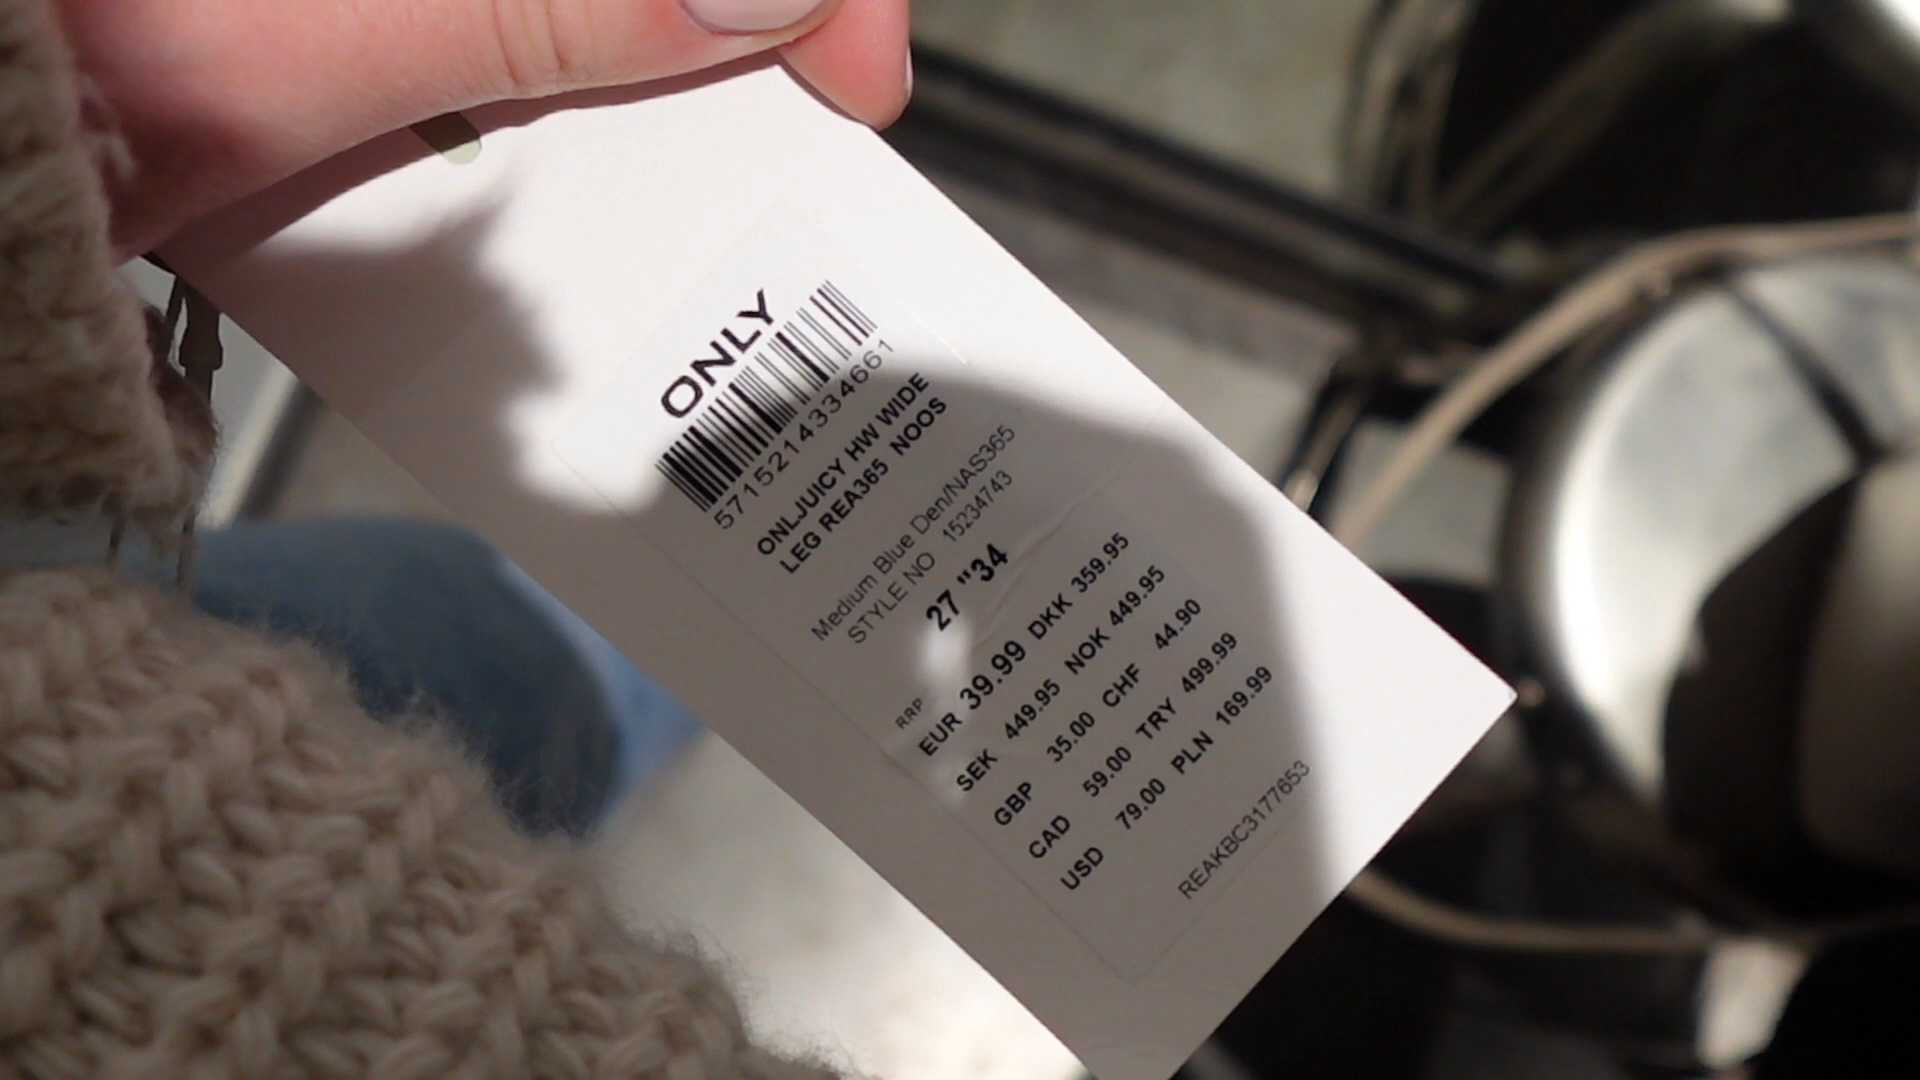 ONLY
5715214334661
ONLJUICY HW WIDE
LEG REA365 NOOS
Medium Blue Den/NAS365
STYLE NO 15234743
27 "34
RRP
EUR 39.99 DKK 359.95
SEK 449.95 NOK 449.95
GBP 35.00 CHF 44.90
CAD 59.00 TRY 499.99
USD 79.00 PLN 169.99
REAKBC3177653